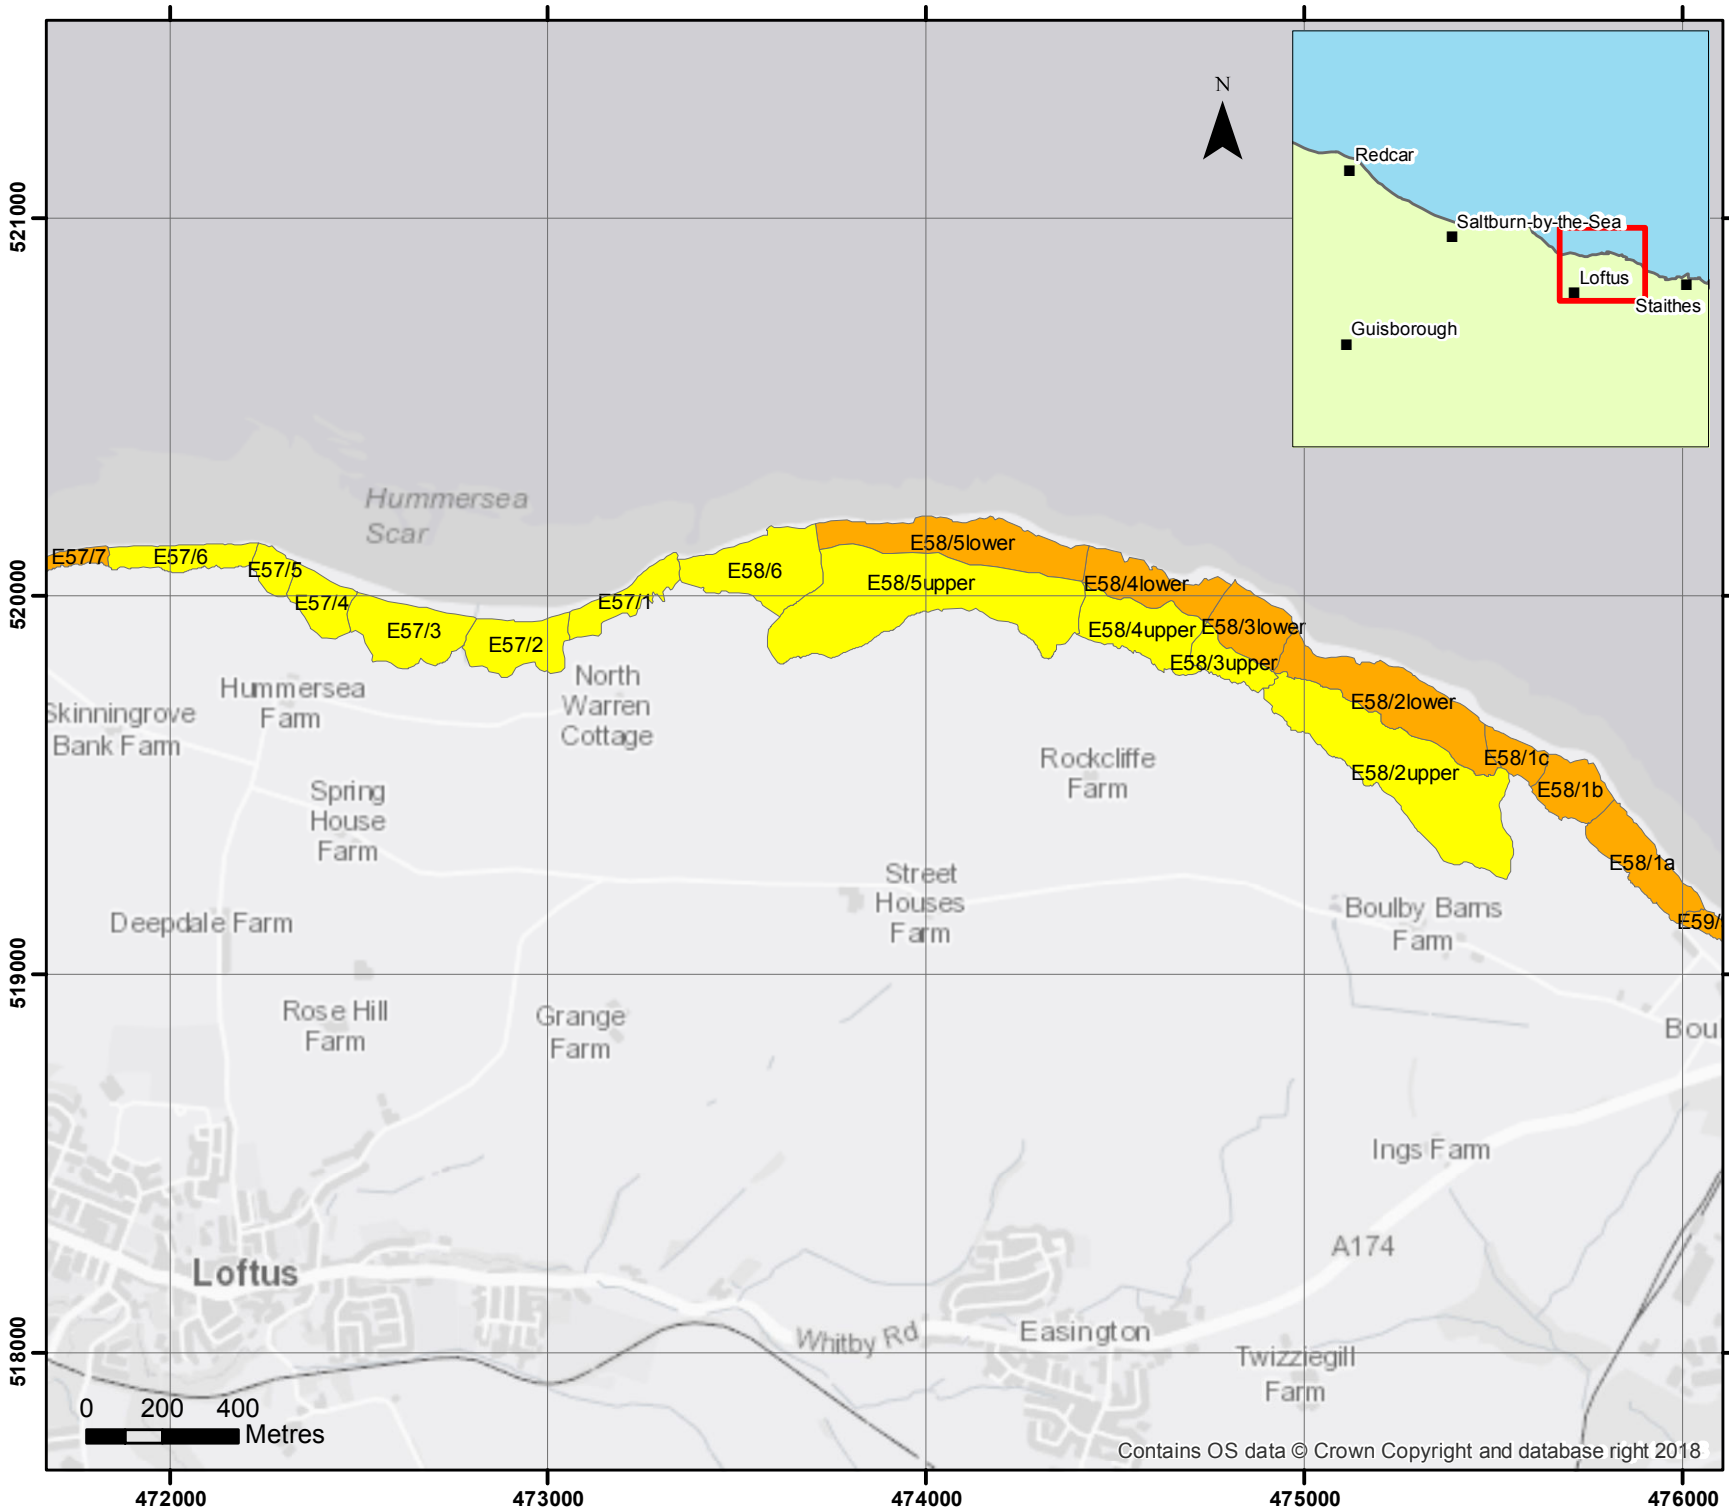 N
Redcar
Saltburn-by-the-Sea
Loftus
Staithes
Guisborough
521000
520000
519000
518000
Hummersea
Scar
E57/7
E57/6
E57/5
E57/4
E57/3
E57/2
E57/1
E58/6
E58/5lower
E58/5upper
E58/4lower
E58/4upper
E58/3lower
E58/3upper
E58/2lower
E58/2upper
E58/1c
E58/1b
E58/1a
E59/
Hummersea
Farm
Skinningrove
Bank Farm
North
Warren
Cottage
Spring
House
Farm
Rockcliffe
Farm
Street
Houses
Farm
Boulby Barns
Farm
Deepdale Farm
Rose Hill
Farm
Grange
Farm
Boul
Ings Farm
A174
Loftus
Whitby Rd
Easington
Twizziegill
Farm
0 200 400
Metres
Contains OS data © Crown Copyright and database right 2018
472000 473000 474000 475000 476000